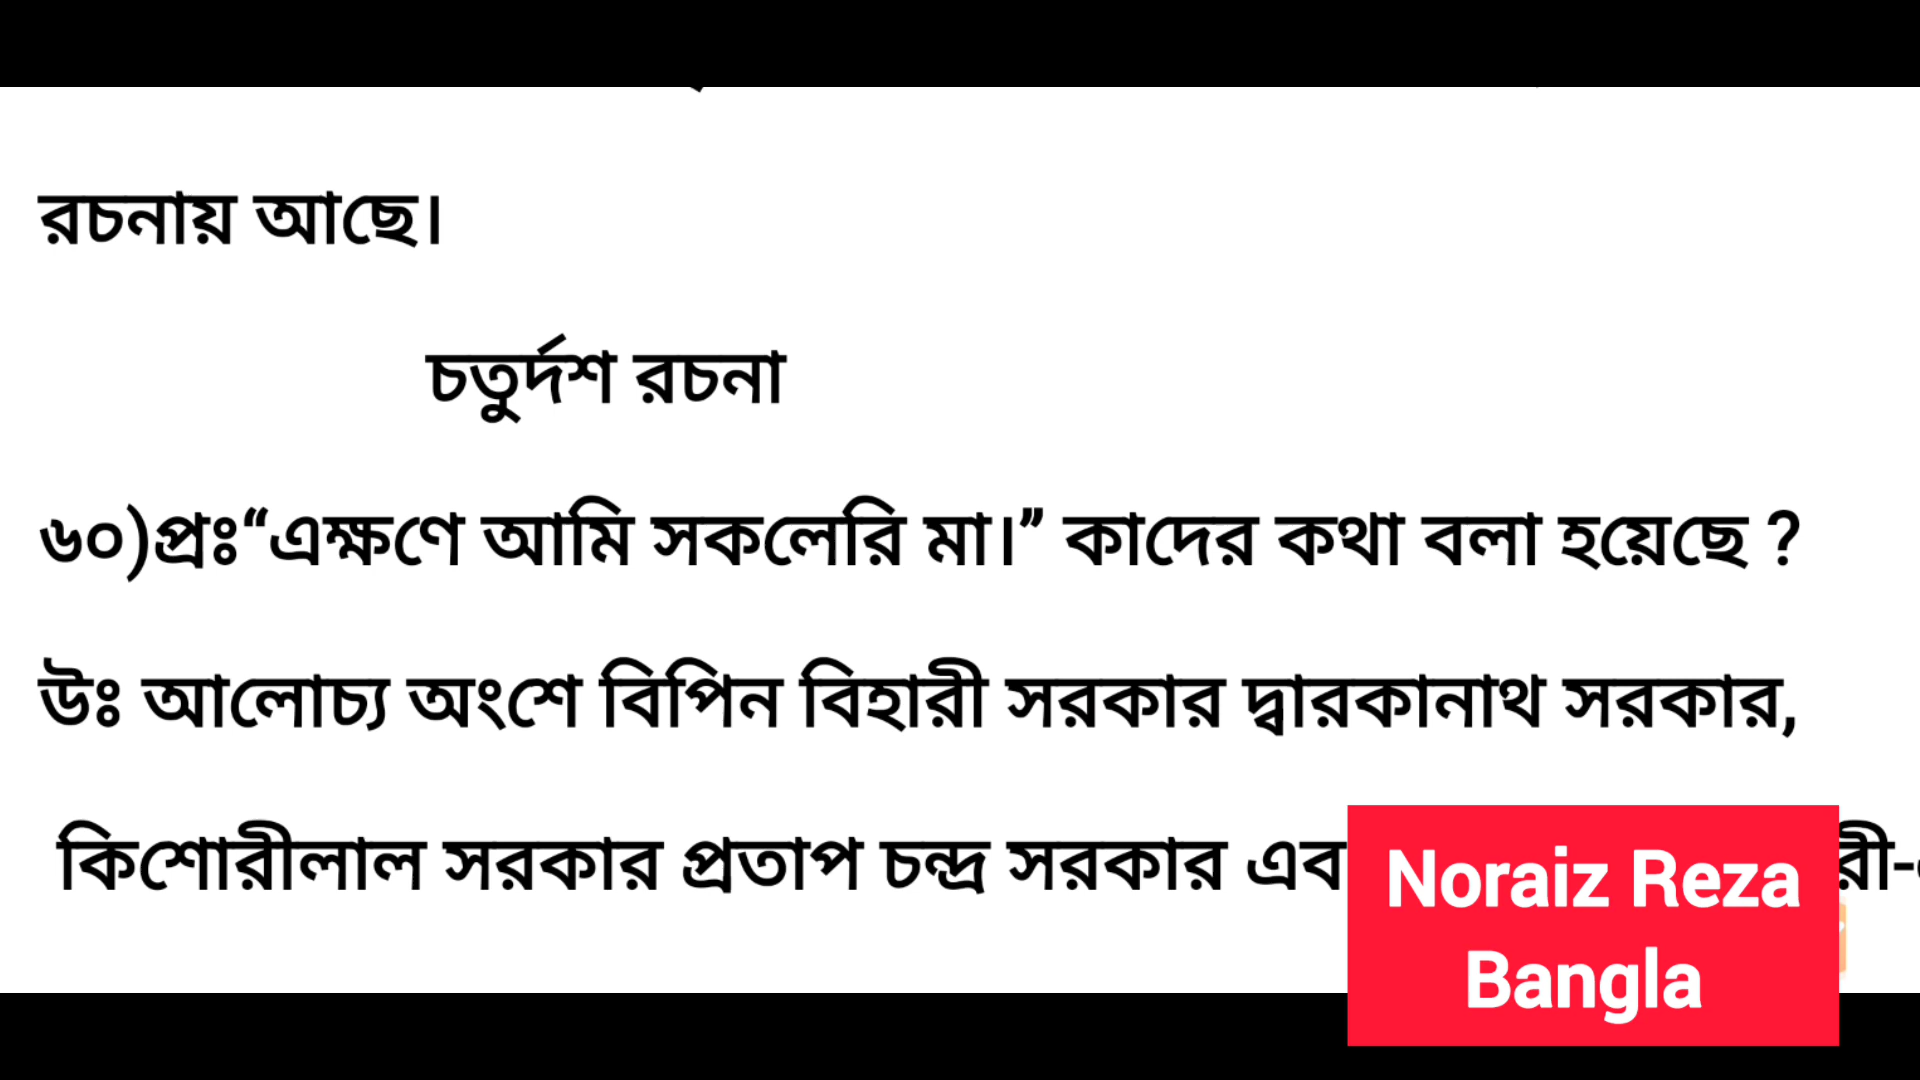 রচনায় আছে।
চতুর্দশ রচনা
৬০)প্রঃ“এক্ষণে আমি সকলেরি মা।” কাদের কথা বলা হয়েছে ?
উঃ আলোচ্য অংশে বিপিন বিহারী সরকার দ্বারকানাথ সরকার,
কিশোরীলাল সরকার প্রতাপ চন্দ্র সরকার
Noraiz Reza
Bangla